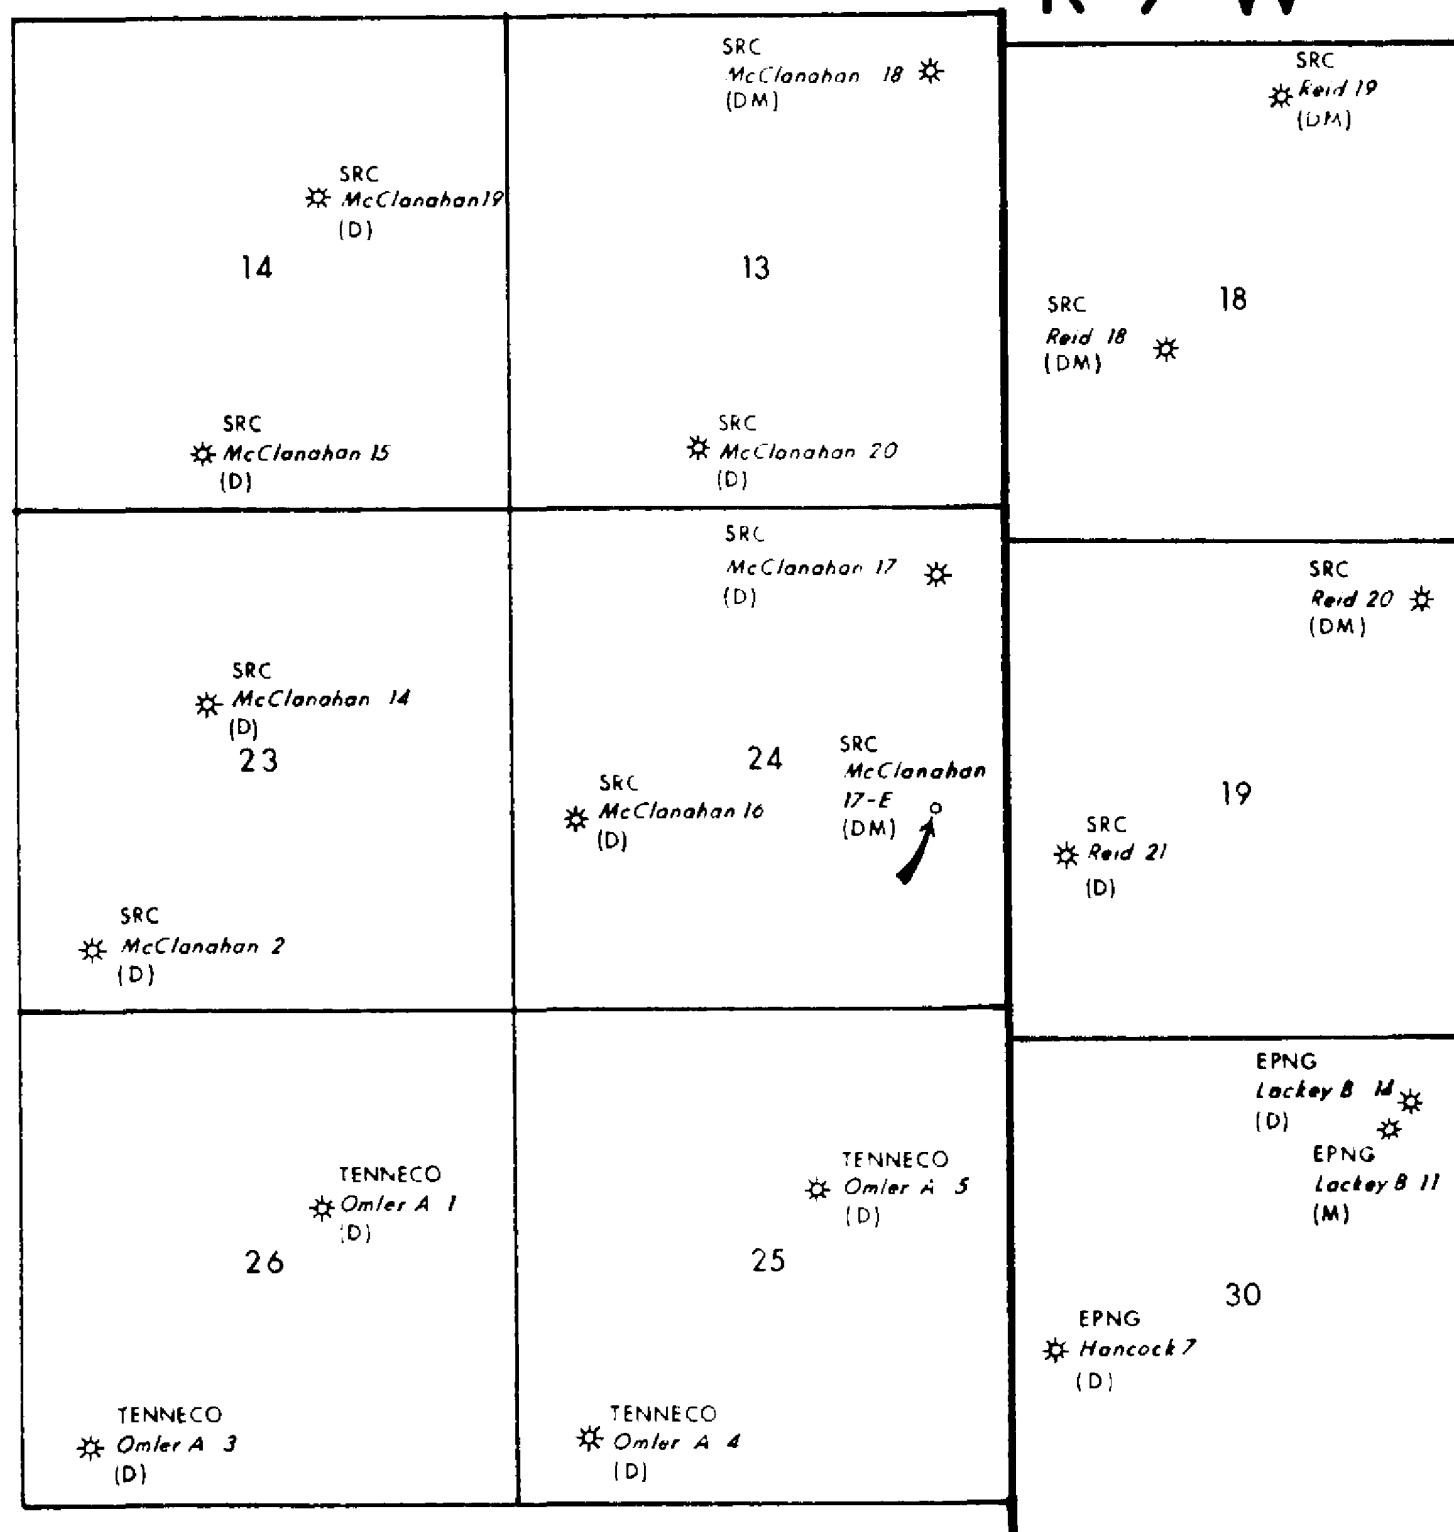 R 9 W
SRC
McClanahan 18
(DM)
SRC
Reid 19
(DM)
SRC
McClanahan 19
(D)
14
13
SRC
Reid 18
(DM)
18
SRC
McClanahan 15
(D)
SRC
McClanahan 20
(D)
SRC
McClanahan 17
(D)
SRC
Reid 20
(DM)
SRC
McClanahan 14
(D)
23
24
SRC
McClanahan
17-E
(DM)
SRC
McClanahan 16
(D)
19
SRC
Reid 21
(D)
SRC
McClanahan 2
(D)
EPNG
Lackey B
(D)
EPNG
Lackey B 11
(M)
TENNECO
Omler A 1
(D)
26
TENNECO
Omler A 5
(D)
25
30
EPNG
Hancock 7
(D)
TENNECO
Omler A 3
(D)
TENNECO
Omler A 4
(D)